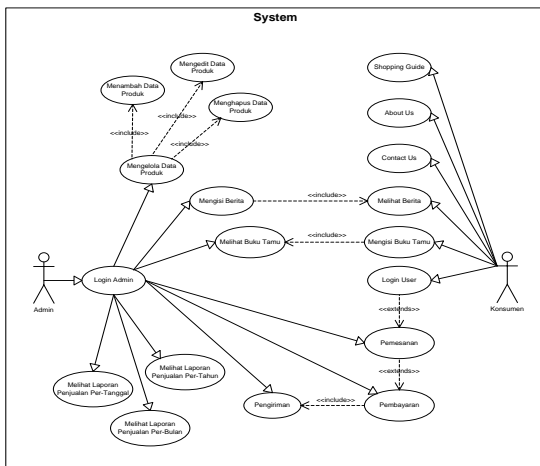 System
Mengedit Data
Produk
Shopping Guide
Menambah Data
Produk
Menghapus Data
Produk
<<include>>
<<include>>
<<include>>
About Us
Mengelola Data
Produk
Contact Us
Mengisi Berita
<<include>>
Melihat Berita
Melihat Buku Tamu
<<include>>
Mengisi Buku Tamu
Login Admin
Login User
Admin
Konsumen
<<extends>>
Pemesanan
Melihat Laporan
Penjualan Per-Tahun
<<extends>>
Melihat Laporan
Penjualan Per-Tanggal
Pengiriman
<<include>>
Pembayaran
Melihat Laporan
Penjualan Per-Bulan